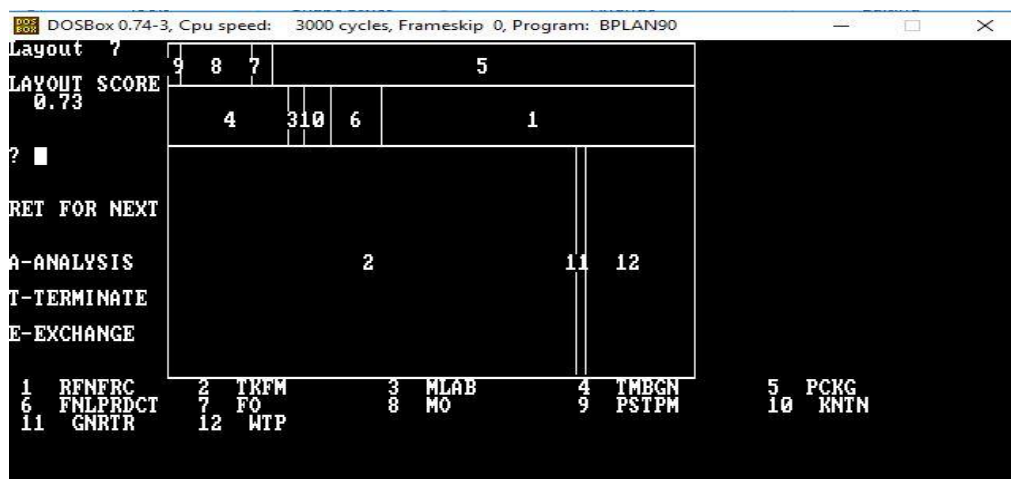 DOSBox 0.74-3, Cpu speed: 3000 cycles, Frameskip 0, Program: BPLAN90
Layout 7
LAYOUT SCORE
0.73
? 
RET FOR NEXT
A-ANALYSIS
T-TERMINATE
E-EXCHANGE
9 8 7 5
4 3 10 6 1
2 11 12
1 RFNFRC 2 TKFM 3 MLAB 4 TMBGN 5 PCKG
6 FNLPRDCT 7 FO 8 MO 9 PSTPM 10 KNTN
11 GNRTR 12 WTP